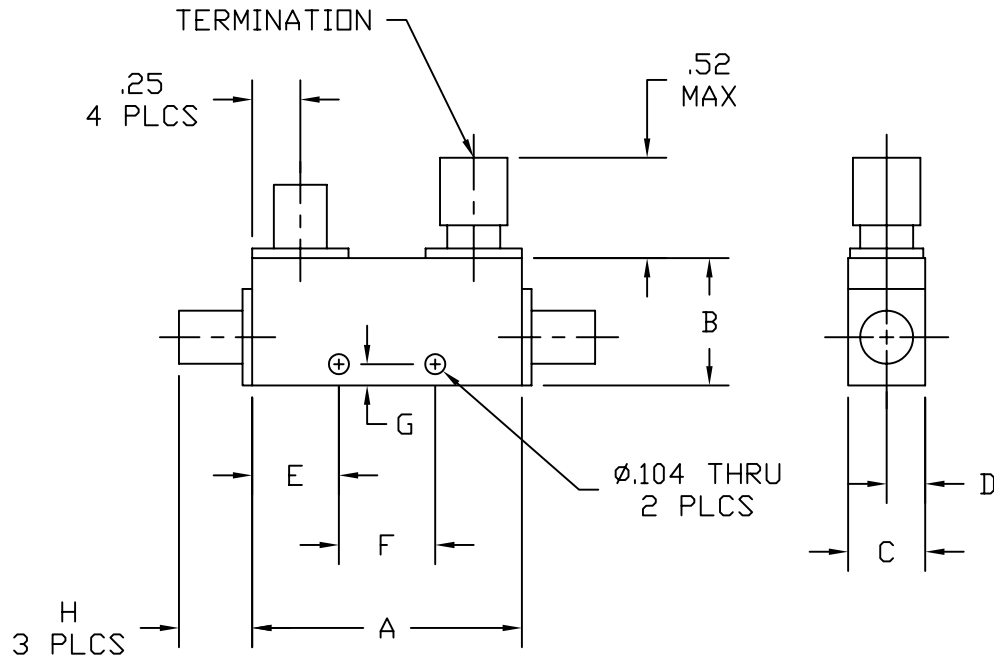 TERMINATION
.25
4 PLCS
.52
MAX
B
G
E
Ø.104 THRU
2 PLCS
D
F
C
H
3 PLCS
A